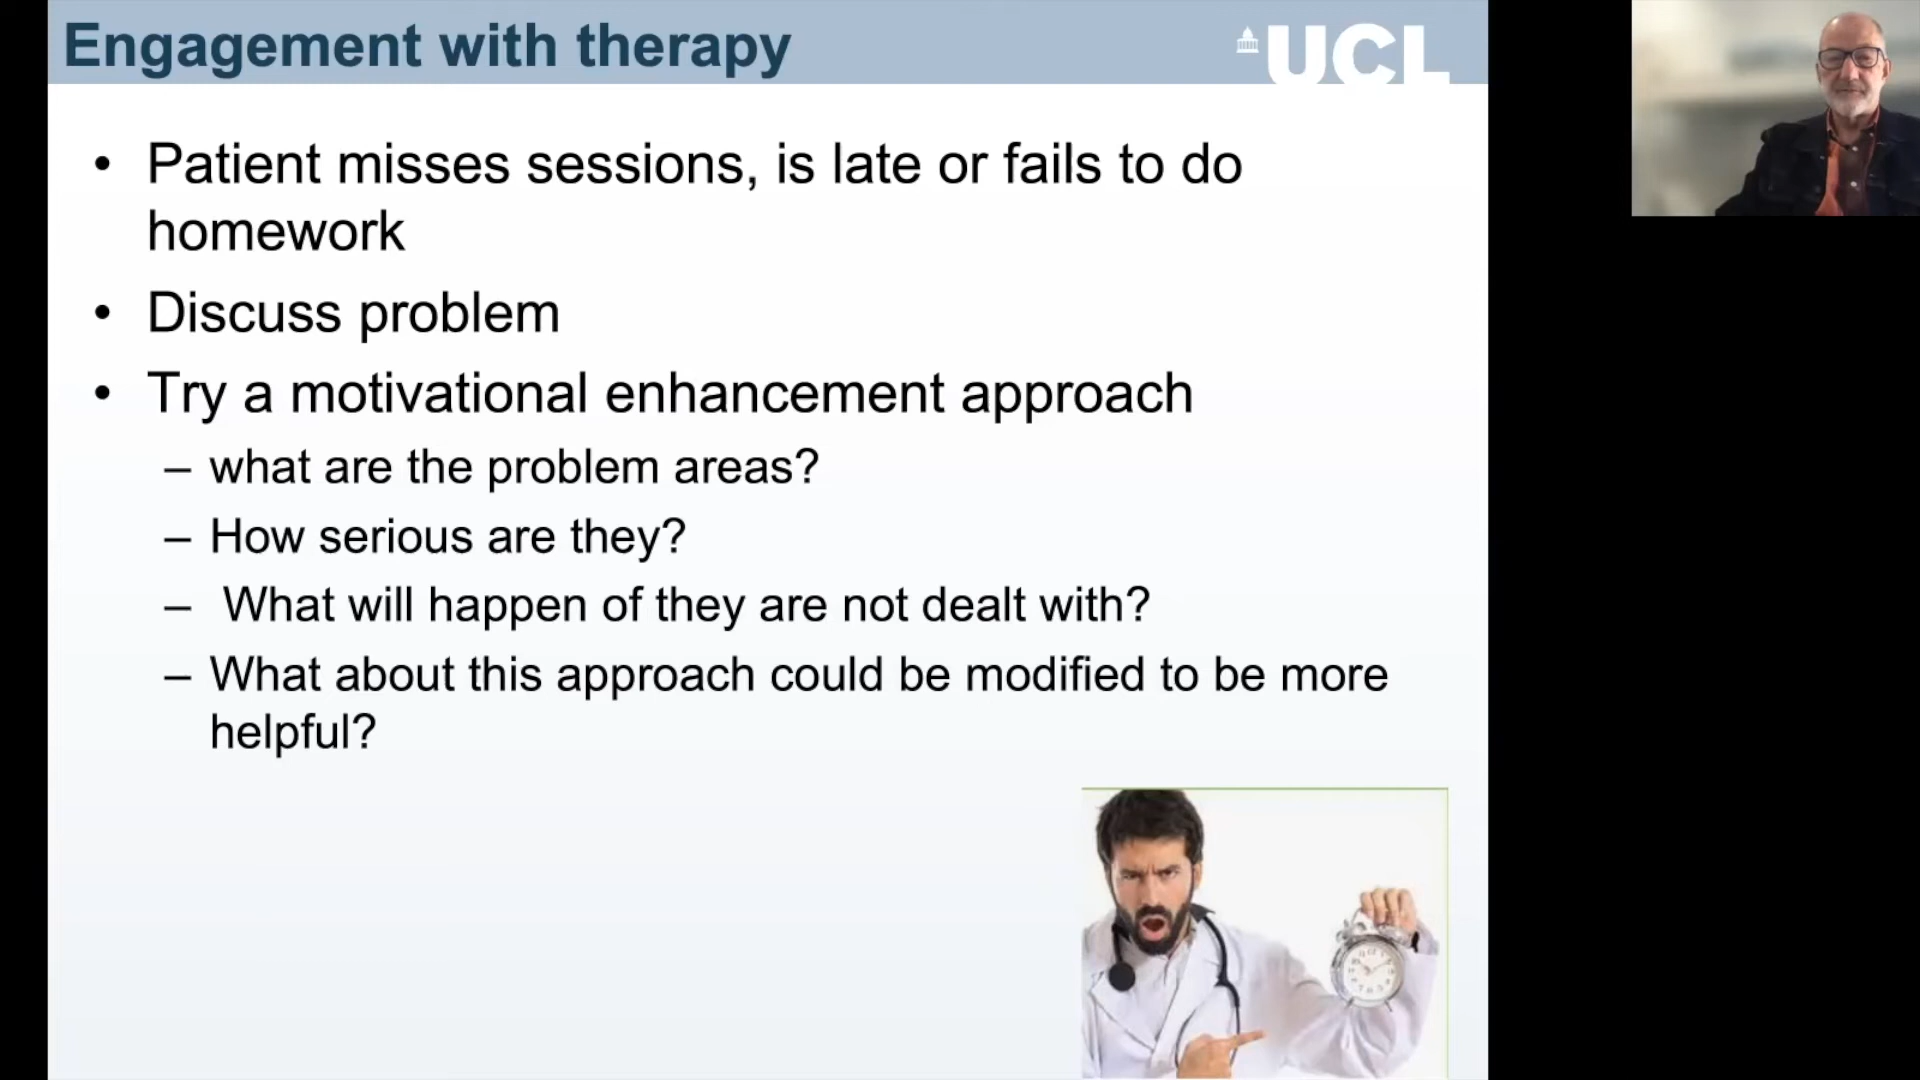 Engagement with therapy
UCL
• Patient misses sessions, is late or fails to do
homework
• Discuss problem
• Try a motivational enhancement approach
– what are the problem areas?
– How serious are they?
– What will happen of they are not dealt with?
– What about this approach could be modified to be more
helpful?